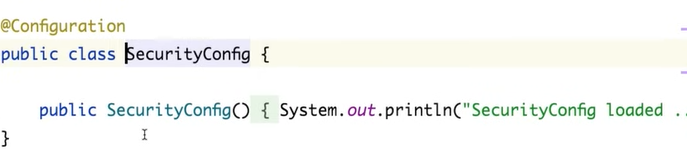 @Configuration
public class SecurityConfig {
public SecurityConfig() { System.out.println("SecurityConfig loaded ..
}